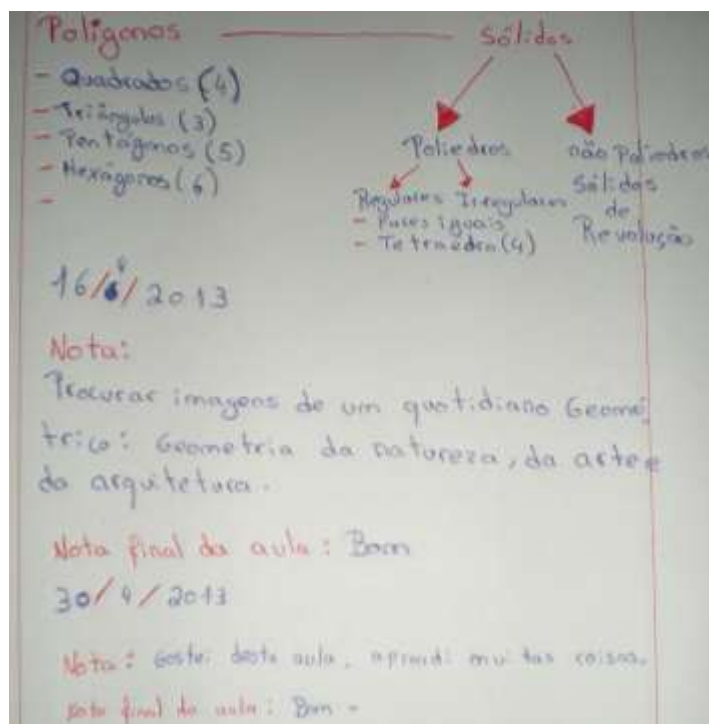 Polígonos Sólidos
- Quadrados (4)
- Triângulos (3)
- Pentágonos (5)
- Hexágonos (6)
-
Poliedros
não Poliedros
Sólidos
de
Revolução
Regulares Irregulares
- Faces iguais
- Tetraedro (4)
16/4/2013
Nota:
Procurar imagens de um quotidiano Geomé
trico: Geometria da natureza, da arte e
da arquitetura.
Nota final da aula: Bom
30/4/2013
Nota: Gostei desta aula, aprendi muitas coisas.
Nota final da aula: Bom -